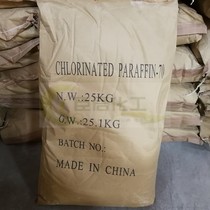 CHLORINATED PARAFFIN-70
N.W.:25KG
G.W.:25.1KG
BATCH NO.:
MADE IN CHINA